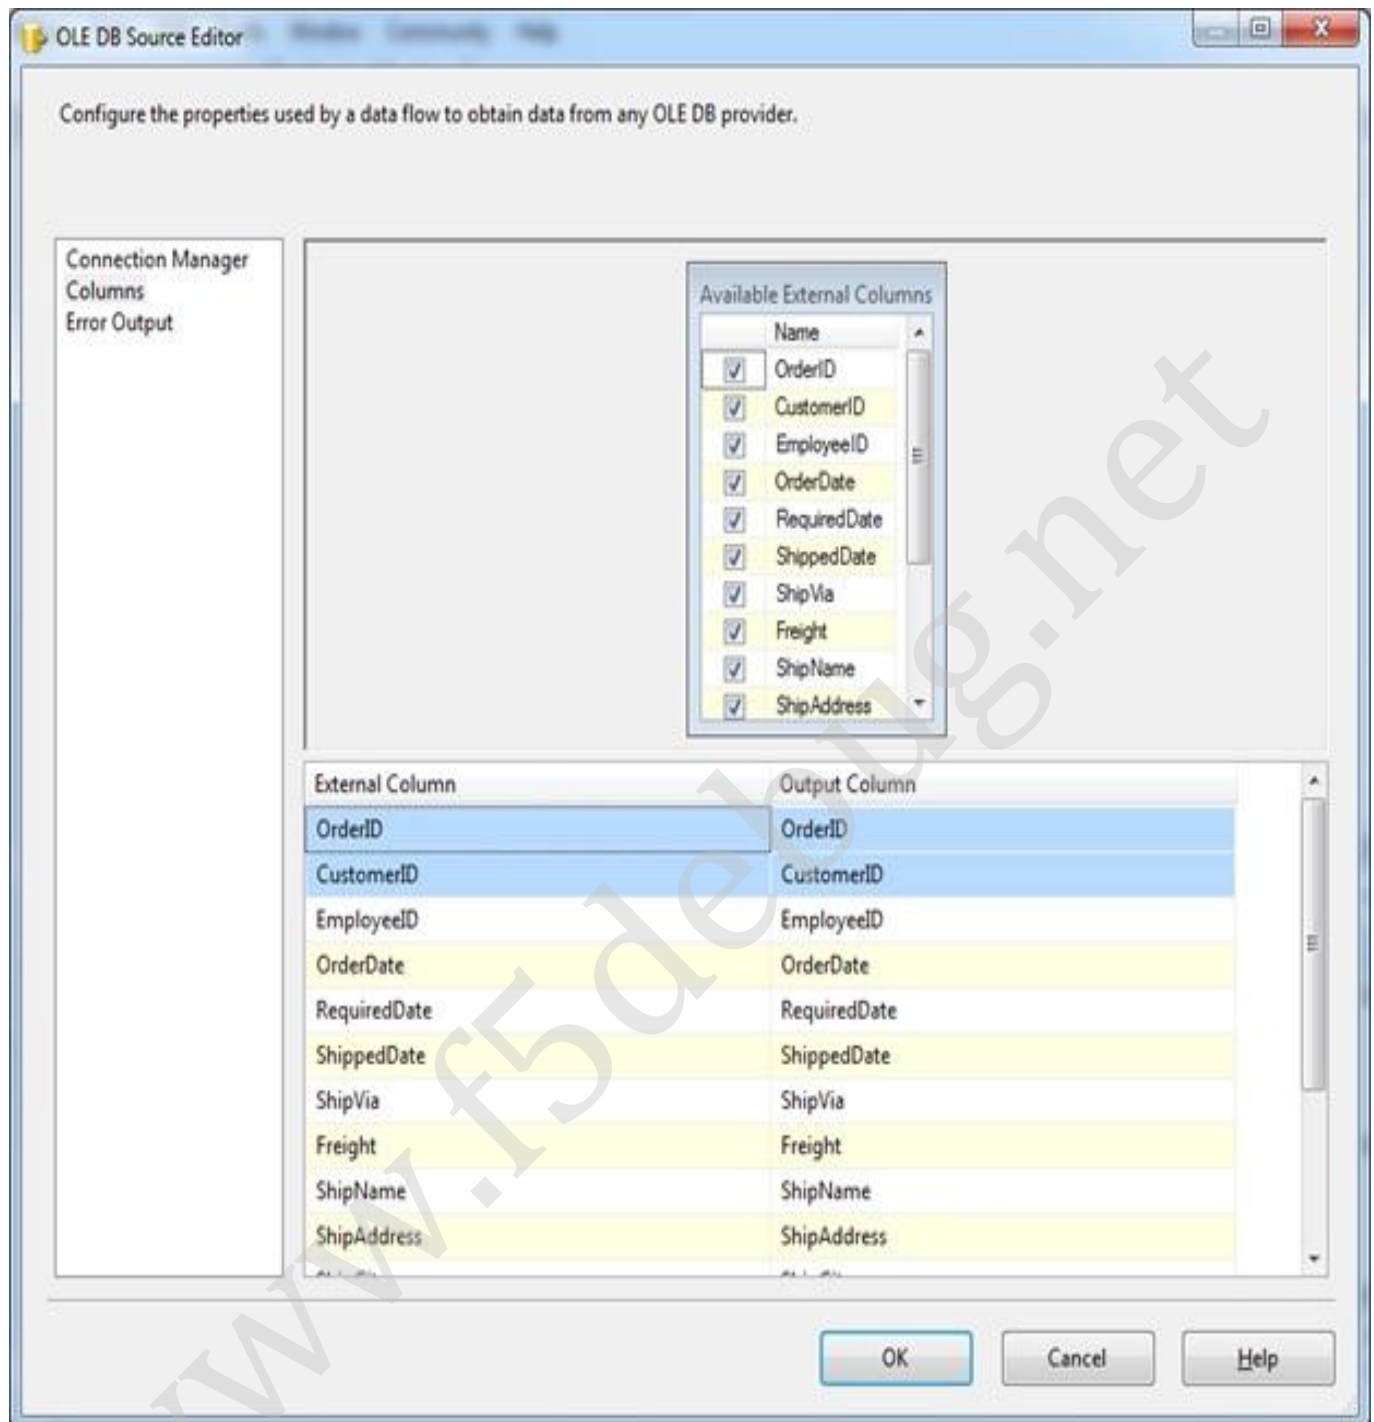 OLE DB Source Editor
Window Community Help
Configure the properties used by a data flow to obtain data from any OLE DB provider.
Connection Manager
Columns
Error Output
Available External Columns
Name
OrderID
CustomerID
EmployeeID
OrderDate
RequiredDate
ShippedDate
ShipVia
Freight
ShipName
ShipAddress
External Column Output Column
OrderID OrderID
CustomerID CustomerID
EmployeeID EmployeeID
OrderDate OrderDate
RequiredDate RequiredDate
ShippedDate ShippedDate
ShipVia ShipVia
Freight Freight
ShipName ShipName
ShipAddress ShipAddress
OK Cancel Help
www.f5debug.net